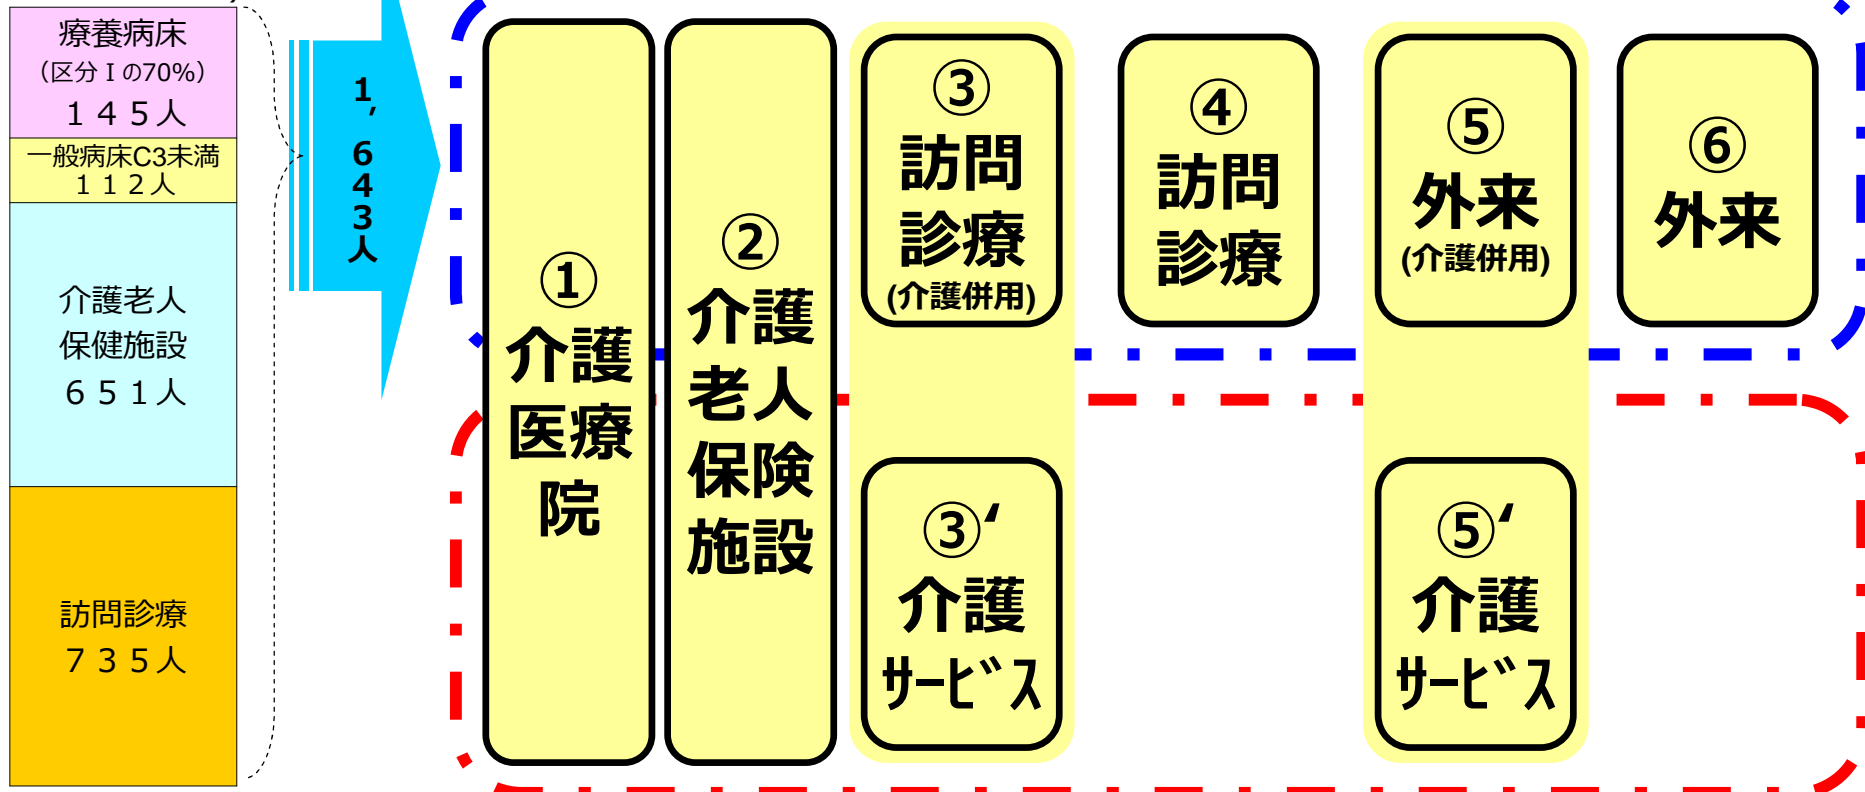 療養病床
（区分Ⅰの70%）
１４５人
一般病床C3未満
１１２人
介護老人
保健施設
６５１人
訪問診療
７３５人
1,643人
①
介護
医療
院
②
介護
老人
保険
施設
③
訪問
診療
(介護併用)
④
訪問
診療
⑤
外来
(介護併用)
⑥
外来
③‘
介護
ｻｰﾋﾞｽ
⑤‘
介護
ｻｰﾋﾞｽ